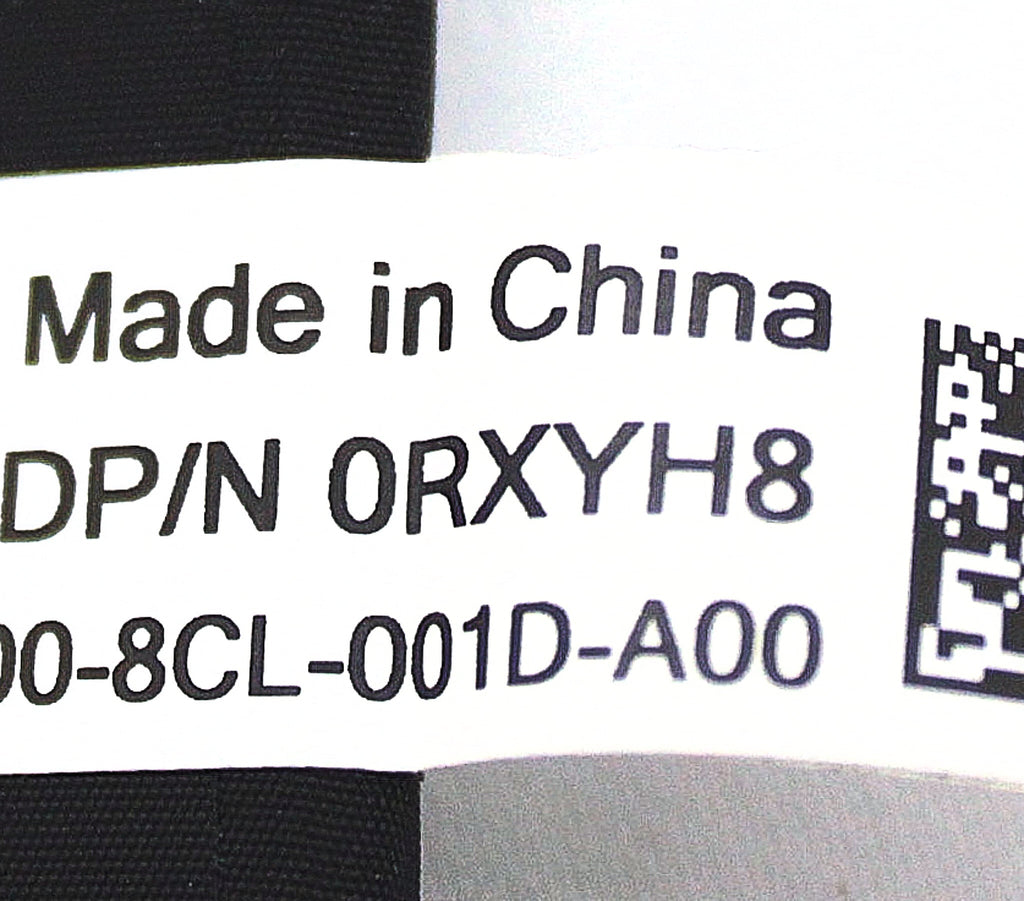 Made in China
DP/N 0RXYH8
00-8CL-001D-A00